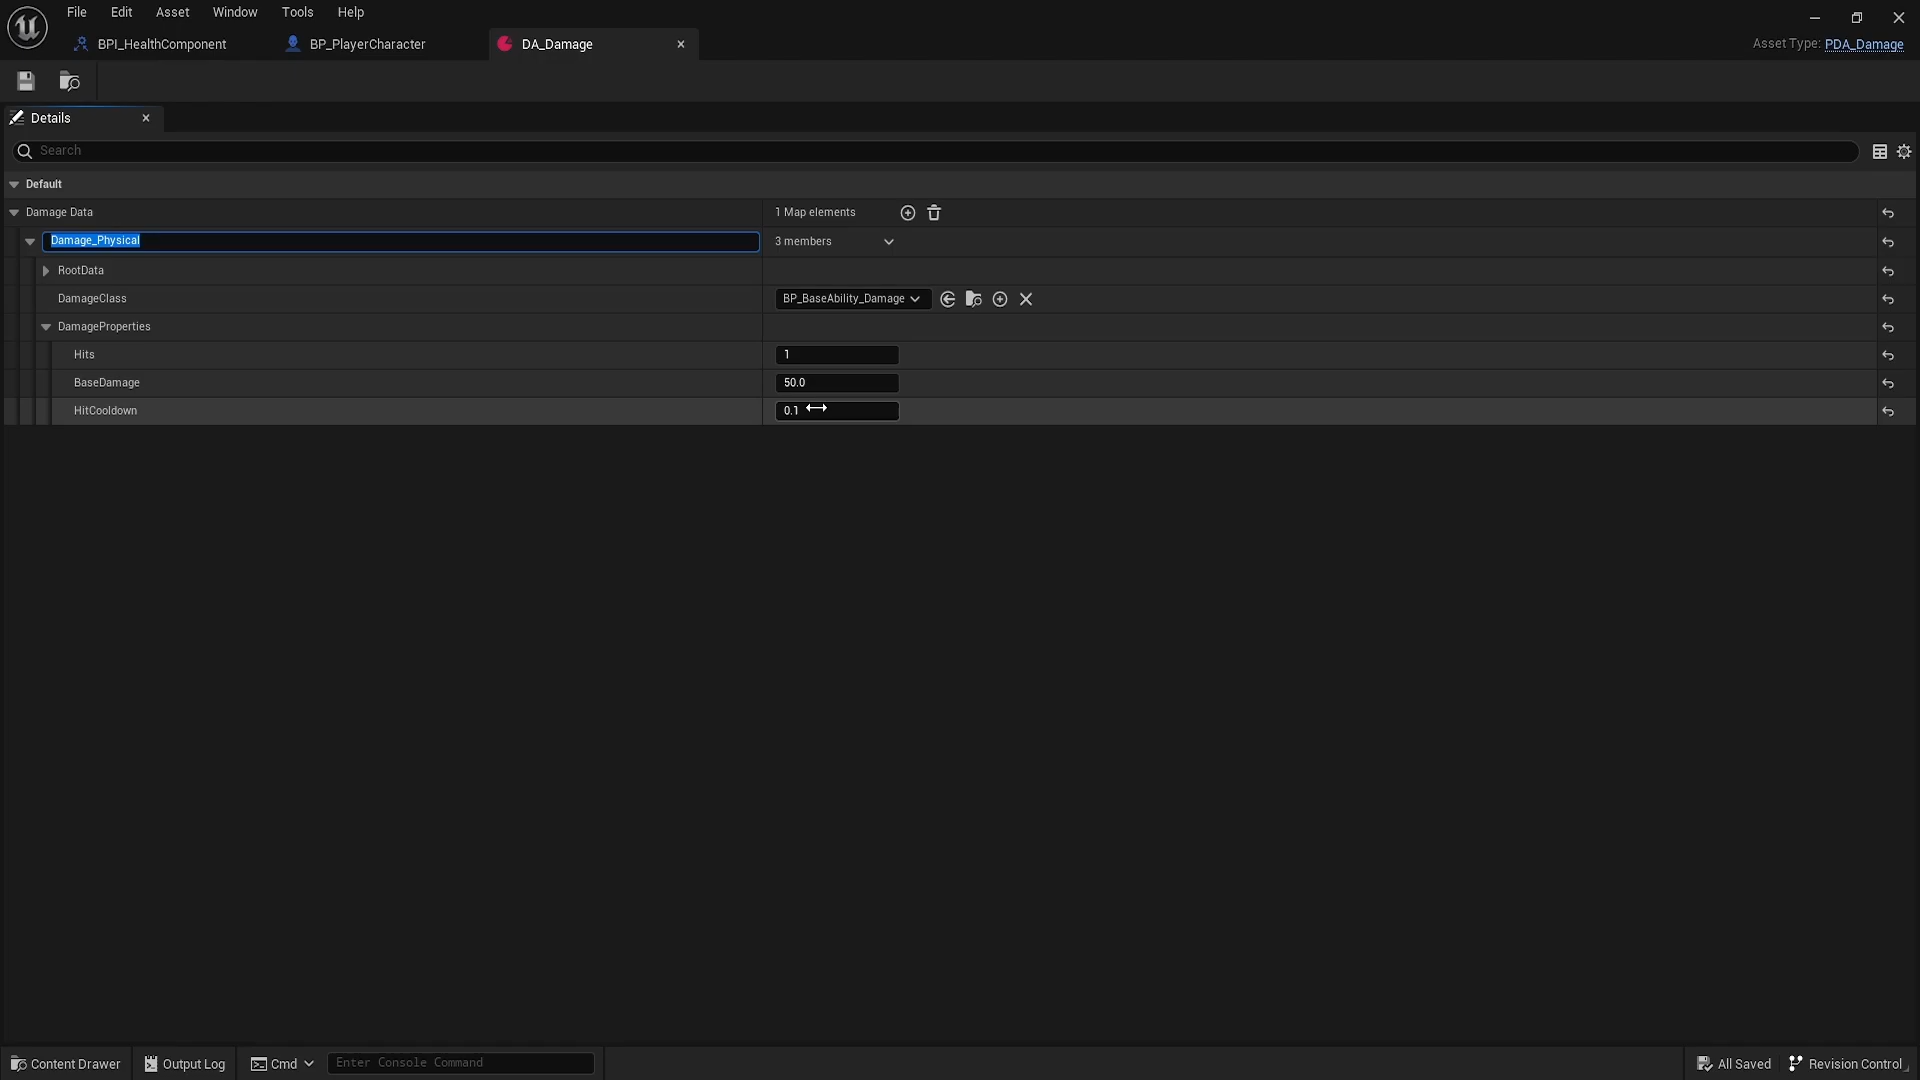 File Edit Asset Window Tools Help
BPI_HealthComponent BP_PlayerCharacter DA_Damage Asset Type: PDA_Damage
Details
Search
Default
Damage Data 1 Map elements
Damage_Physical 3 members
RootData
DamageClass BP_BaseAbility_Damage
DamageProperties
Hits 1
BaseDamage 50.0
HitCooldown 0.1
Content Drawer Output Log Cmd Enter Console Command All Saved Revision Control